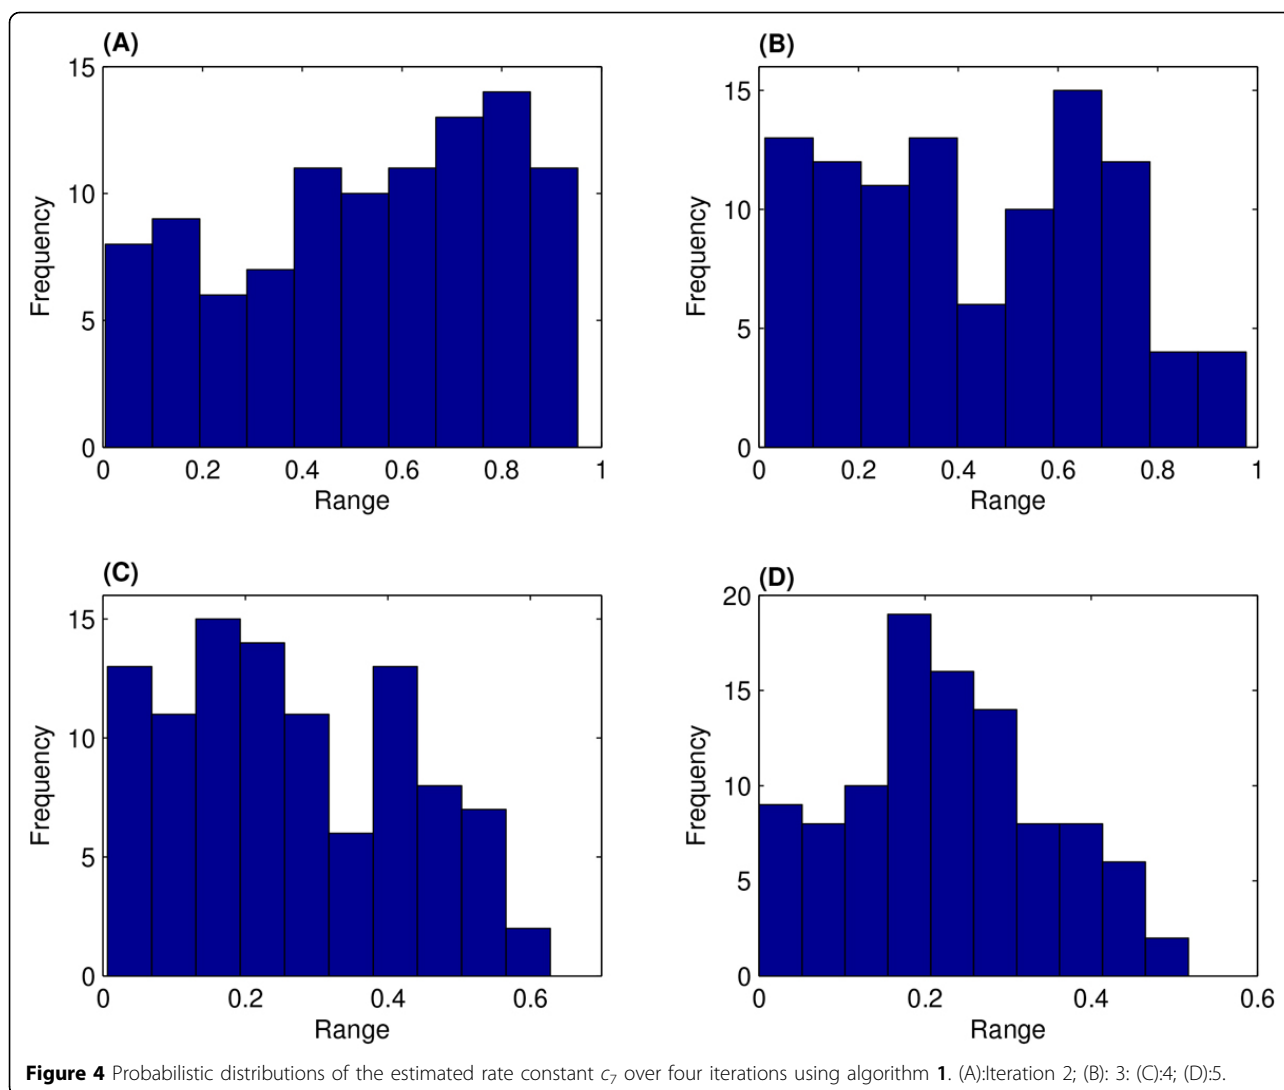 (A)
15
10
5
0
Frequency
0 0.2 0.4 0.6 0.8 1
Range
(B)
15
10
5
0
Frequency
0 0.2 0.4 0.6 0.8 1
Range
(C)
15
10
5
0
Frequency
0 0.2 0.4 0.6
Range
(D)
20
15
10
5
0
Frequency
0 0.2 0.4 0.6
Range
Figure 4 Probabilistic distributions of the estimated rate constant c7 over four iterations using algorithm 1. (A):Iteration 2; (B): 3: (C):4; (D):5.